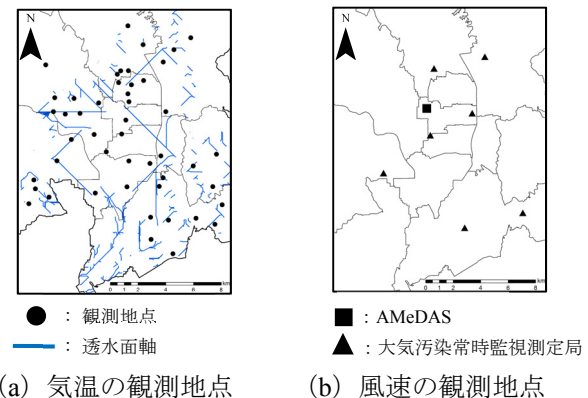 N
km
0 1 2 4 6 8
N
km
0 1 2 4 6 8
● : 観測地点
— : 透水面軸
■ : AMeDAS
▲ : 大気汚染常時監視測定局
(a) 気温の観測地点
(b) 風速の観測地点